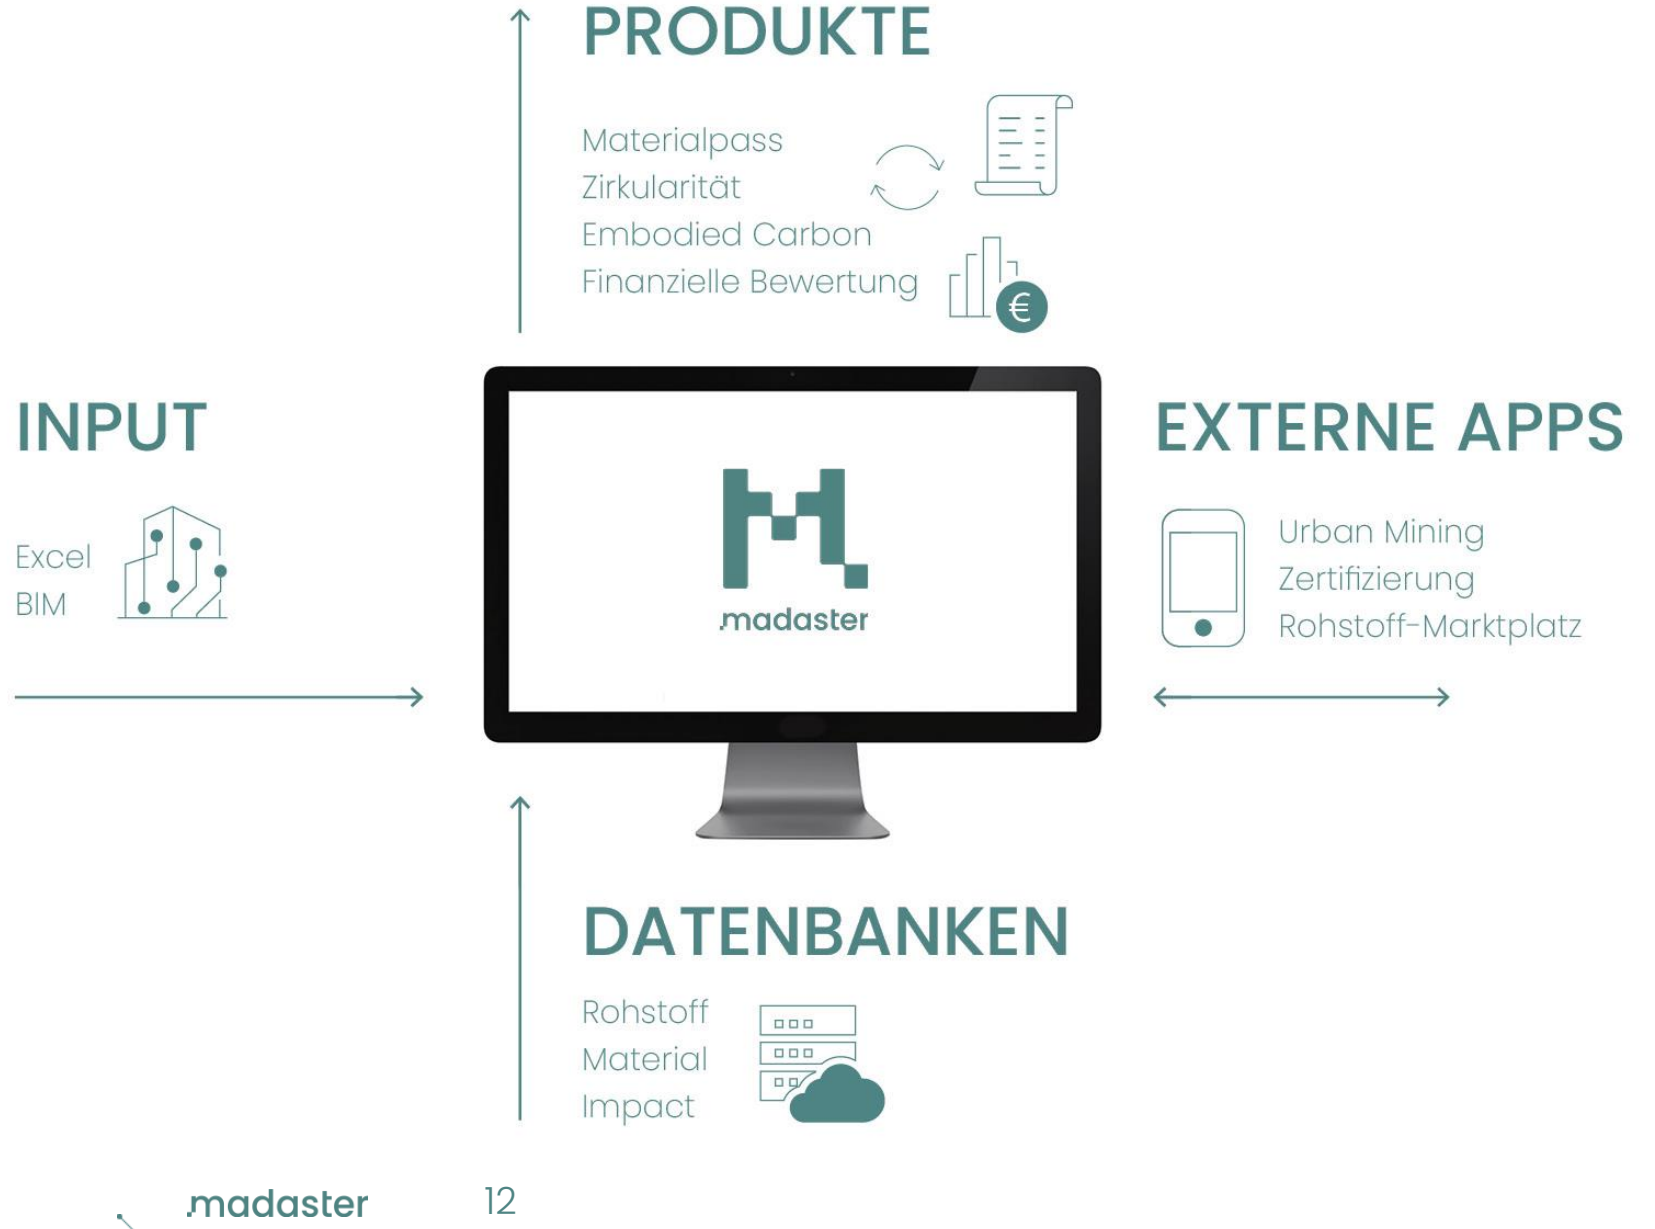 PRODUKTE
Materialpass
Zirkularität
Embodied Carbon
Finanzielle Bewertung
€
INPUT
Excel
BIM
madaster
EXTERNE APPS
Urban Mining
Zertifizierung
Rohstoff-Marktplatz
DATENBANKEN
Rohstoff
Material
Impact
madaster
12